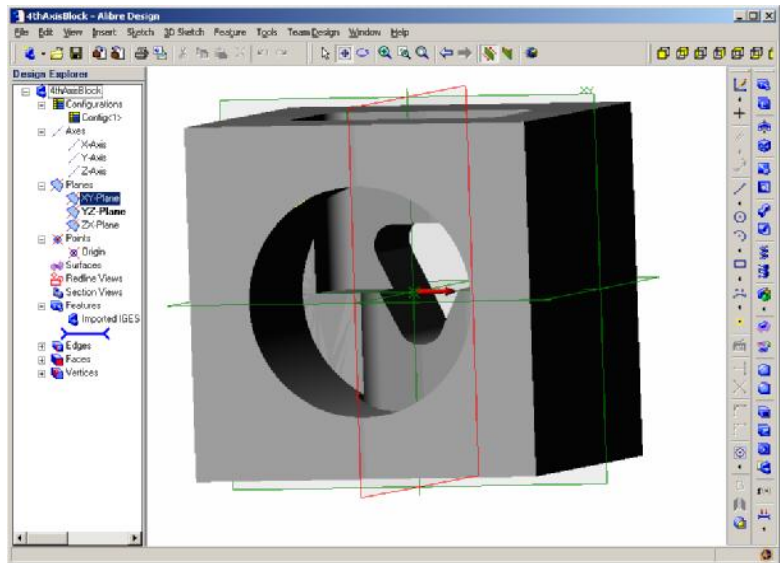 4thAxisBlock - Alibre Design
File Edit View Insert Sketch 3D Sketch Feature Tools Team Design Window Help
Design Explorer
4thAxisBlock
Configurations
Config<1>
Axes
X-Axis
Y-Axis
Z-Axis
Planes
XY-Plane
YZ-Plane
ZX-Plane
Points
Origin
Surfaces
Redline Views
Section Views
Features
Imported IGES
Edges
Faces
Vertices
XY